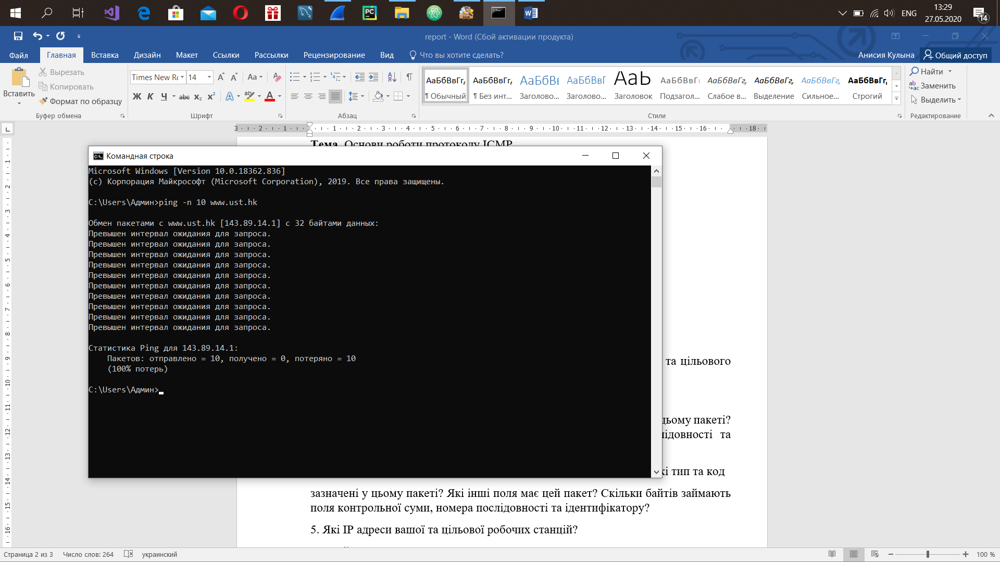 ENG
13:29
27.05.2020
14
report - Word (Сбой активации продукта)
Файл Главная Вставка Дизайн Макет Ссылки Рассылки Рецензирование Вид Что вы хотите сделать? Анисия Кулына Общий доступ
Вставить
Вырезать
Копировать
Формат по образцу
Буфер обмена
Times New Ro 14
Ж К Ч abc x₂ x²
Шрифт
Абзац
АаБбВвГг, ¶ Обычный
АаБбВвГг, ¶ Без инт...
АаБбВ Заголово...
АаБбВвГ Заголово...
АаЬ Заголовок
АаБбВвГ Подзагол...
АаБбВвГг, Слабое в...
АаБбВвГг, Выделение
АаБбВвГг, Сильное...
АаБбВвГг, Строгий
Стили
Найти
Заменить
Выделить
Редактирование
3 2 1 1 2 3 4 5 6 7 8 9 10 11 12 13 14 15 16 18
Тема. Основи роботи протоколу ICMP
Командная строка
Microsoft Windows [Version 10.0.18362.836]
(c) Корпорация Майкрософт (Microsoft Corporation), 2019. Все права защищены.
C:\Users\Админ>ping -n 10 www.ust.hk
Обмен пакетами с www.ust.hk [143.89.14.1] с 32 байтами данных:
Превышен интервал ожидания для запроса.
Превышен интервал ожидания для запроса.
Превышен интервал ожидания для запроса.
Превышен интервал ожидания для запроса.
Превышен интервал ожидания для запроса.
Превышен интервал ожидания для запроса.
Превышен интервал ожидания для запроса.
Превышен интервал ожидания для запроса.
Превышен интервал ожидания для запроса.
Превышен интервал ожидания для запроса.
Статистика Ping для 143.89.14.1:
Пакетов: отправлено = 10, получено = 0, потеряно = 10
(100% потерь)
C:\Users\Админ>
та цільового
цьому пакеті?
лідовності та
кі тип та код
зазначені у цьому пакеті? Які інші поля має цей пакет? Скільки байтів займають
поля контрольної суми, номера послідовності та ідентифікатору?
5. Які IP адреси вашої та цільової робочих станцій?
Страница 2 из 3 Число слов: 264 украинский 100 %